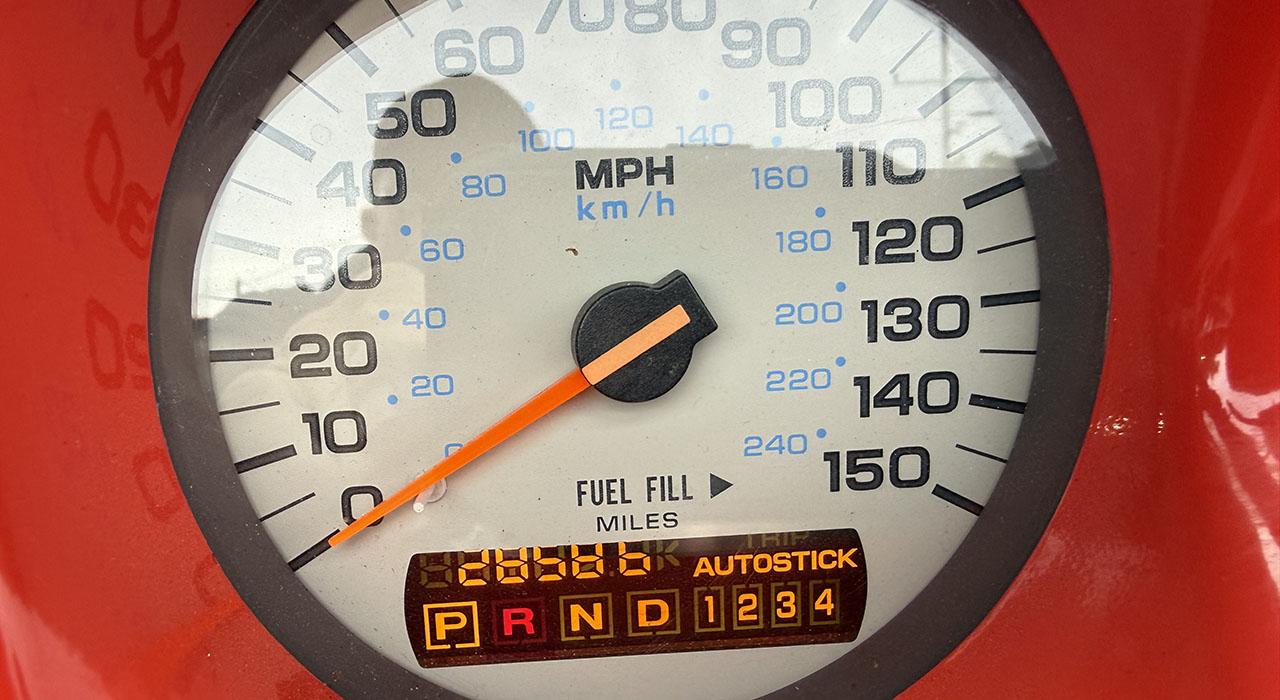 70 80
60 90
50 100
100 120 140
40 MPH 110
80 km/h 160
30 60 180 120
40 200 130
20
20 220 140
10 240
0 150
FUEL FILL
MILES
0
AUTOSTICK
TRIP
P R N D 1 2 3 4